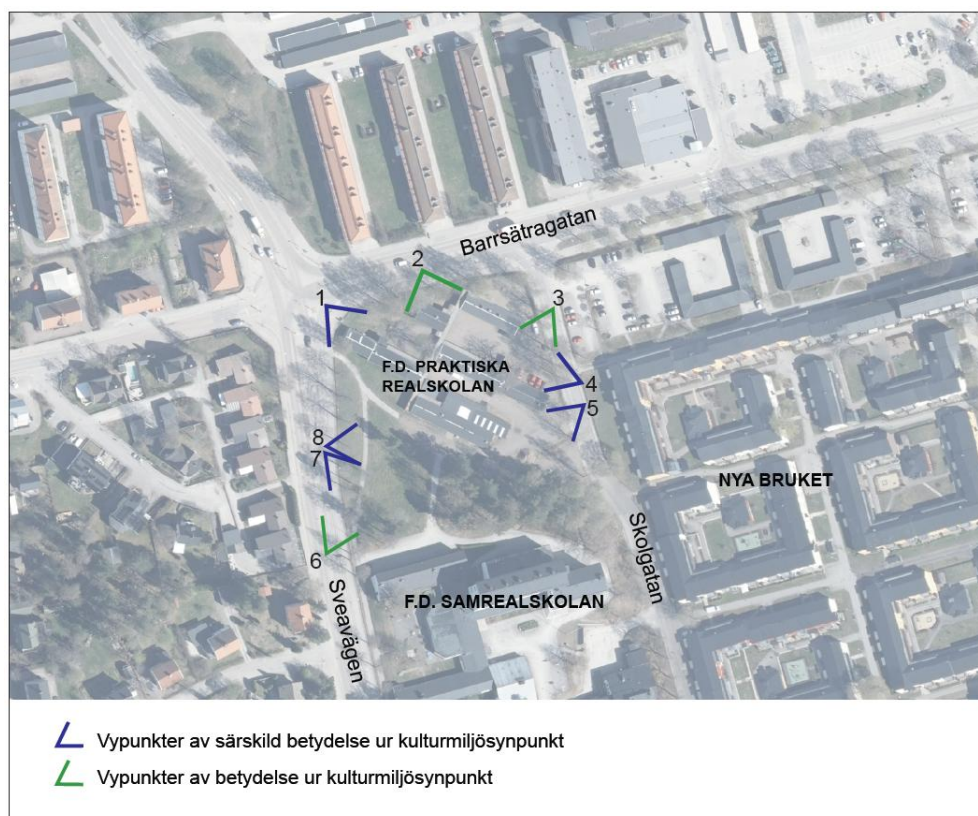 Barrsätragatan
2
1
3
F.D. PRAKTISKA
REALSKOLAN
4
5
8
7
NYA BRUKET
Skolgatan
6
F.D. SAMREALSKOLAN
Sveavägen
Vypunkter av särskild betydelse ur kulturmiljösynpunkt
Vypunkter av betydelse ur kulturmiljösynpunkt